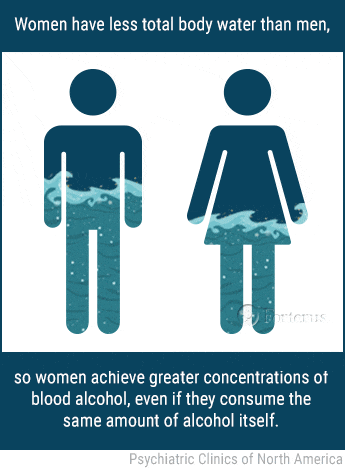 Women have less total body water than men,
so women achieve greater concentrations of
blood alcohol, even if they consume the
same amount of alcohol itself.
Psychiatric Clinics of North America